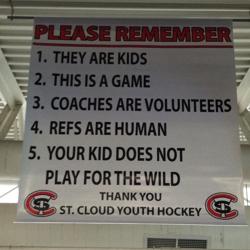 PLEASE REMEMBER
1. THEY ARE KIDS
2. THIS IS A GAME
3. COACHES ARE VOLUNTEERS
4. REFS ARE HUMAN
5. YOUR KID DOES NOT
PLAY FOR THE WILD
THANK YOU
ST. CLOUD YOUTH HOCKEY